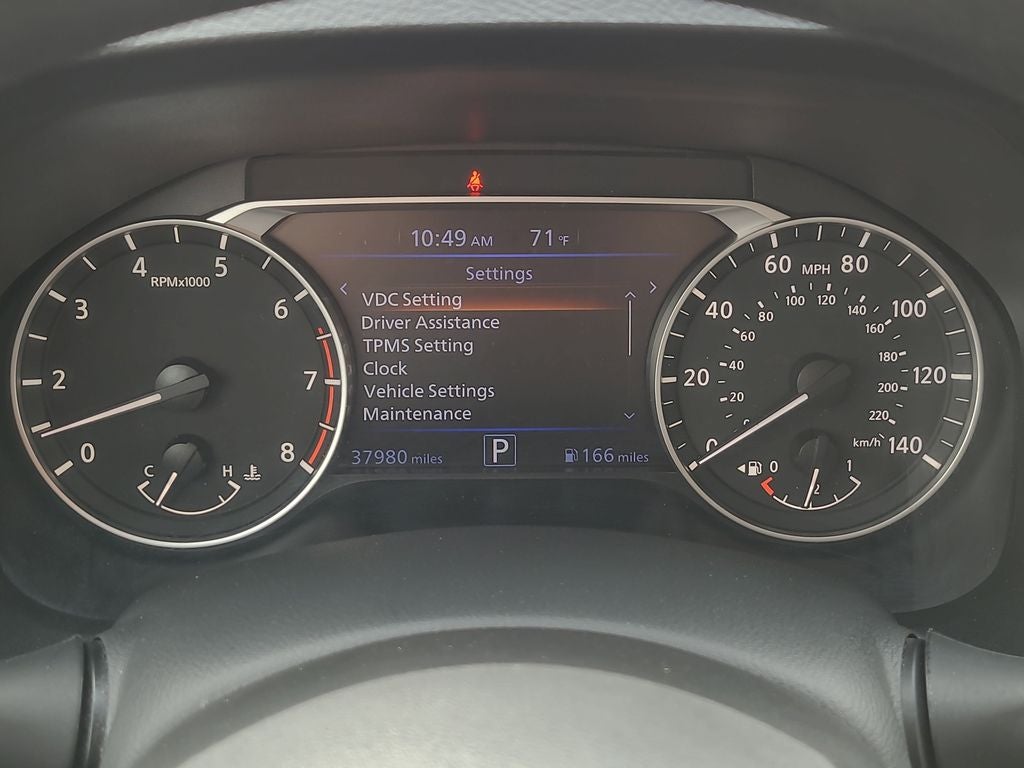 10:49 AM 71 °F
Settings
VDC Setting
Driver Assistance
TPMS Setting
Clock
Vehicle Settings
Maintenance
37980 miles P 166 miles
0 2 3 4 5 6 7 8
RPMx1000
C H
0 20 40 60 80 100 120 140
MPH
20 40 60 80 100 120 140 160 180 200 220
km/h
0 1